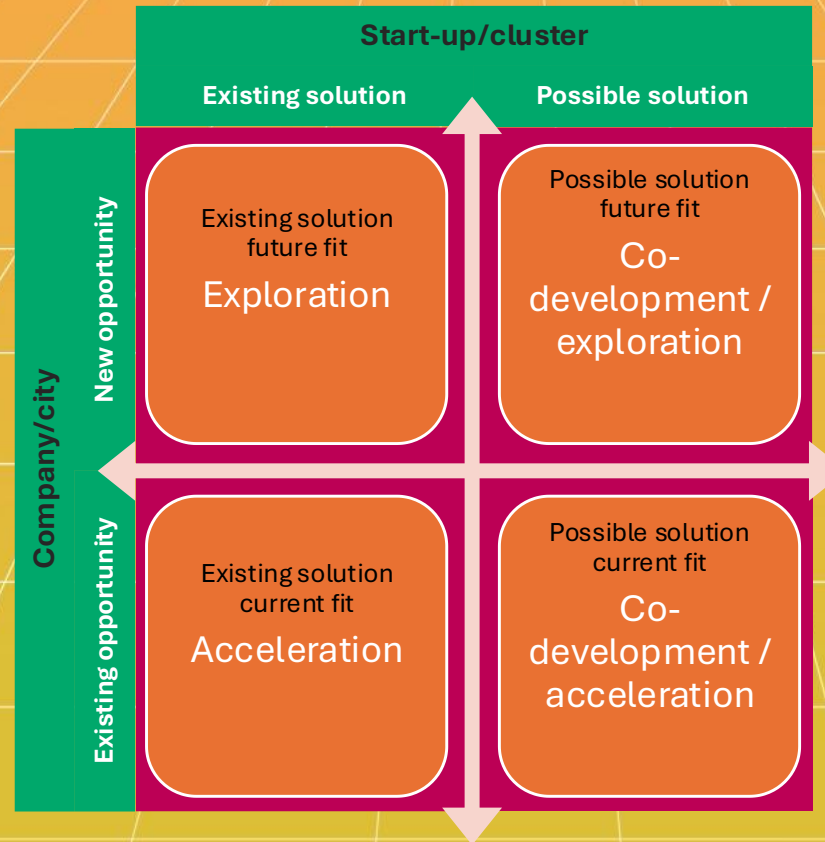 Start-up/cluster
Existing solution
Possible solution
Company/city
New opportunity
Existing solution
future fit
Exploration
Possible solution
future fit
Co-
development /
exploration
Existing opportunity
Existing solution
current fit
Acceleration
Possible solution
current fit
Co-
development /
acceleration